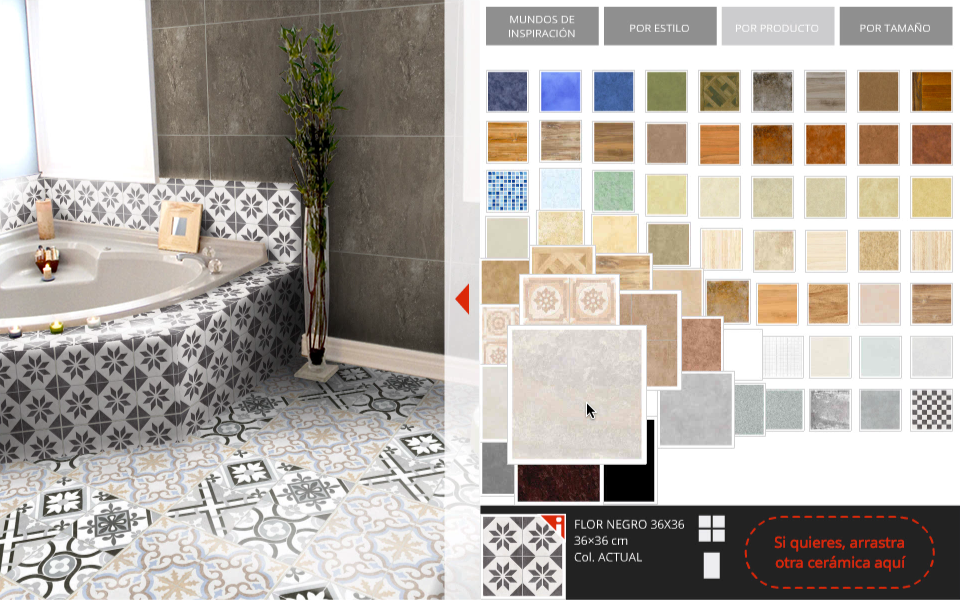 MUNDOS DE
INSPIRACIÓN
POR ESTILO
POR PRODUCTO
POR TAMAÑO
FLOR NEGRO 36X36
36×36 cm
Col. ACTUAL
i
Si quieres, arrastra
otra cerámica aquí